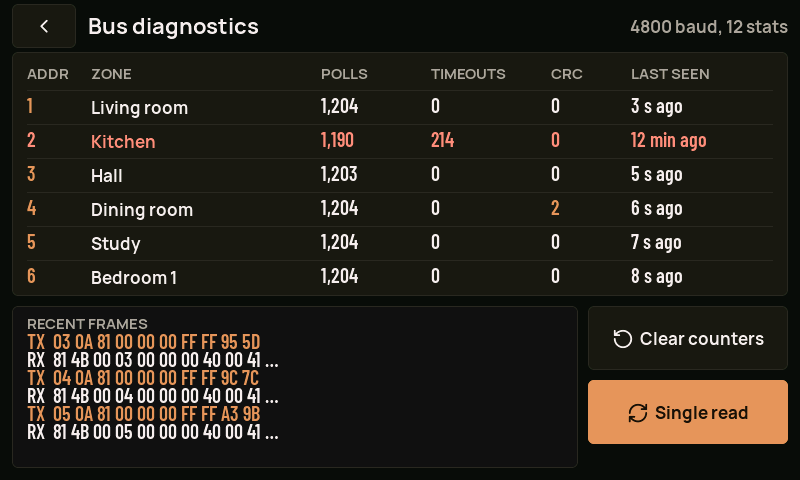 Bus diagnostics 4800 baud, 12 stats
ADDR ZONE POLLS TIMEOUTS CRC LAST SEEN
1 Living room 1,204 0 0 3 s ago
2 Kitchen 1,190 214 0 12 min ago
3 Hall 1,203 0 0 5 s ago
4 Dining room 1,204 0 2 6 s ago
5 Study 1,204 0 0 7 s ago
6 Bedroom 1 1,204 0 0 8 s ago
RECENT FRAMES
TX 03 0A 81 00 00 00 FF FF 95 5D
RX 81 4B 00 03 00 00 00 40 00 41 ...
TX 04 0A 81 00 00 00 FF FF 9C 7C
RX 81 4B 00 04 00 00 00 40 00 41 ...
TX 05 0A 81 00 00 00 FF FF A3 9B
RX 81 4B 00 05 00 00 00 40 00 41 ...
Clear counters
Single read